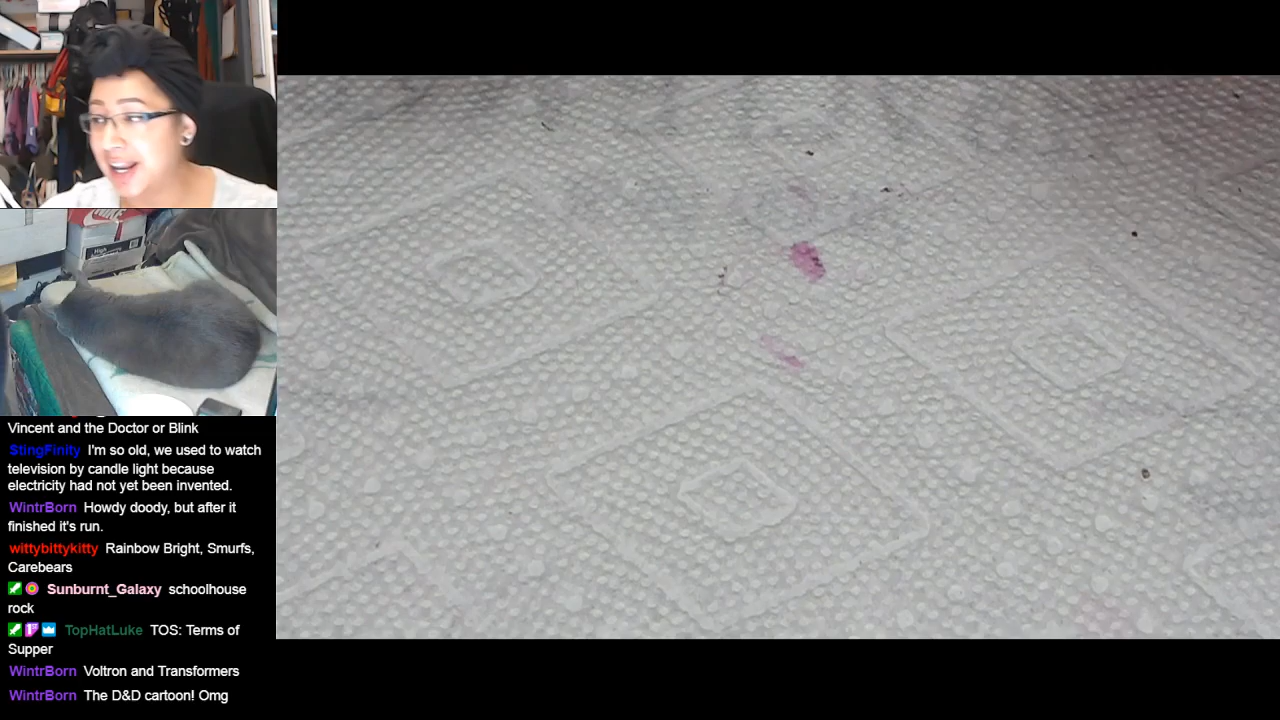 High
Vincent and the Doctor or Blink
StingFinity I'm so old, we used to watch
television by candle light because
electricity had not yet been invented.
WintrBorn Howdy doody, but after it
finished it's run.
wittybittykitty Rainbow Bright, Smurfs,
Carebears
Sunburnt_Galaxy schoolhouse
rock
TopHatLuke TOS: Terms of
Supper
WintrBorn Voltron and Transformers
WintrBorn The D&D cartoon! Omg